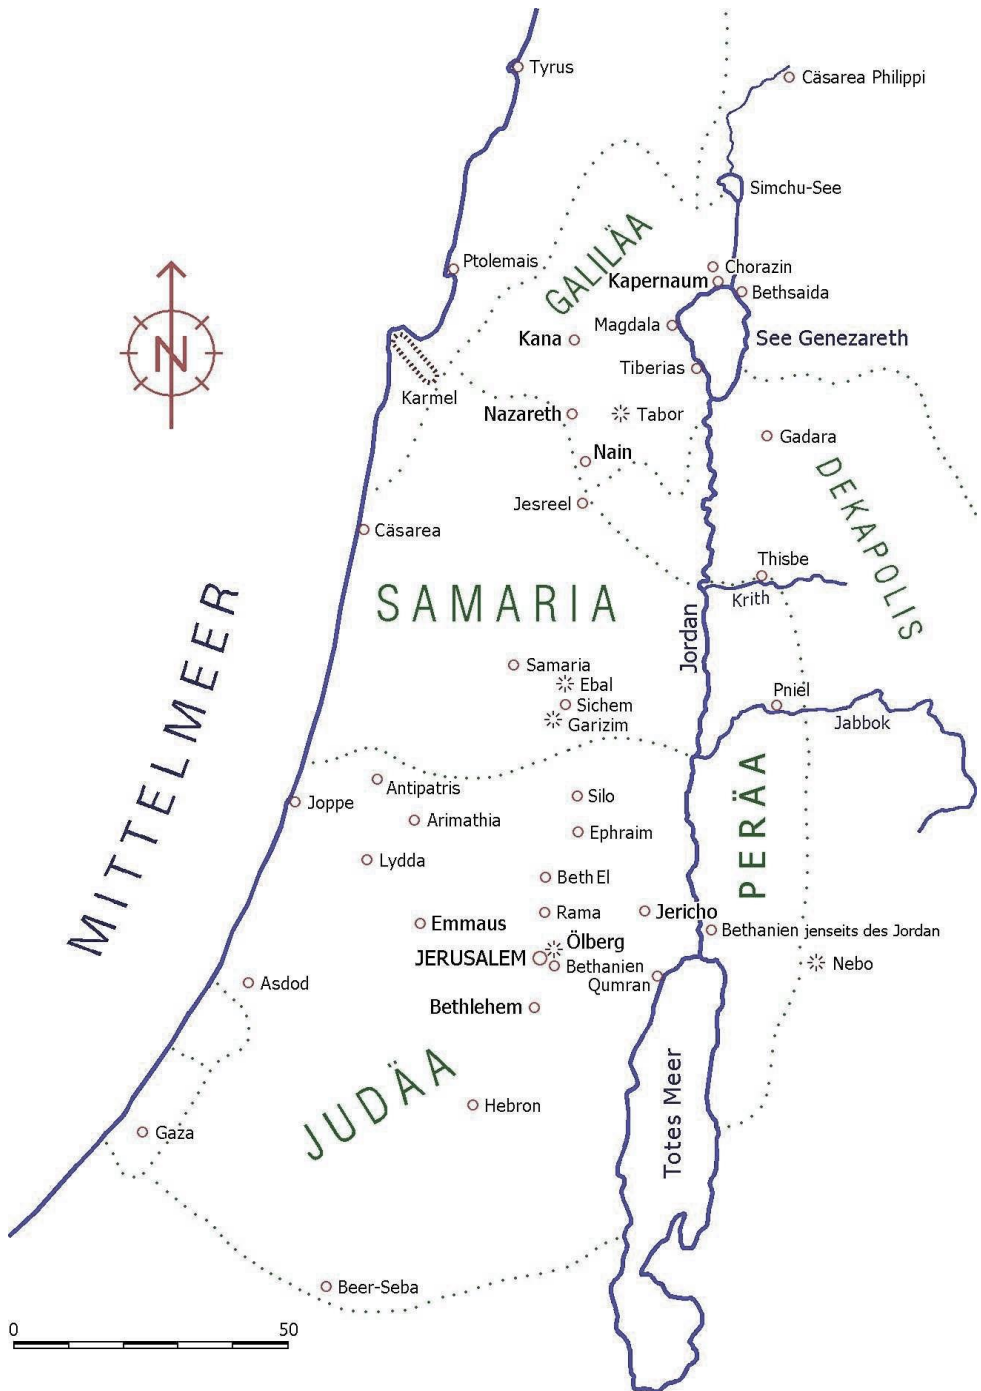 Tyrus
Cäsarea Philippi
Simchu-See
GALILÄA
Ptolemais
Chorazin
Kapernaum
Bethsaida
Magdala
Kana
See Genezareth
Tiberias
Karmel
Nazareth
Tabor
Gadara
Nain
DEKAPOLIS
Jesreel
Cäsarea
Thisbe
Krith
SAMARIA
MITTELMEER
Jordan
Samaria
Ebal
Sichem
Garizim
Pniel
Jabbok
Antipatris
Joppe
Silo
Arimathia
Ephraim
PERÄA
Lydda
Beth El
Rama
Jericho
Emmaus
Bethanien jenseits des Jordan
Ölberg
JERUSALEM
Bethanien
Nebo
Qumran
Asdod
Bethlehem
JUDÄA
Totes Meer
Hebron
Gaza
Beer-Seba
0 50
N